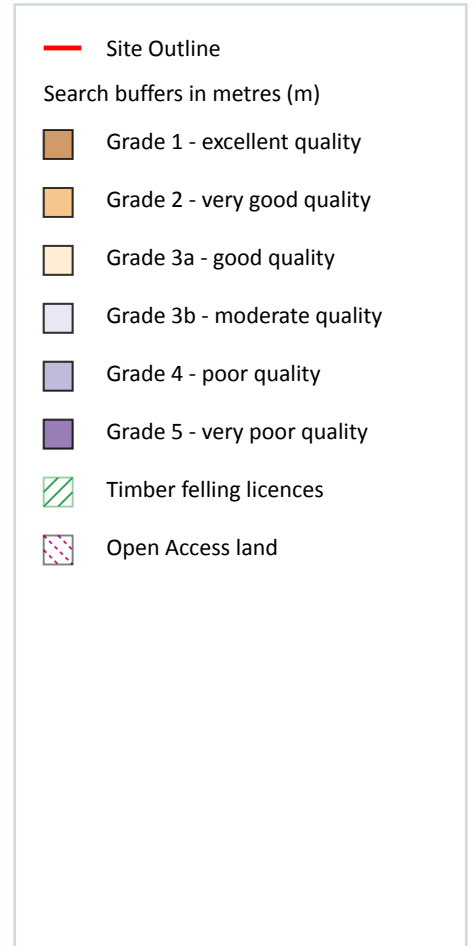 Site Outline
Search buffers in metres (m)
Grade 1 - excellent quality
Grade 2 - very good quality
Grade 3a - good quality
Grade 3b - moderate quality
Grade 4 - poor quality
Grade 5 - very poor quality
Timber felling licences
Open Access land